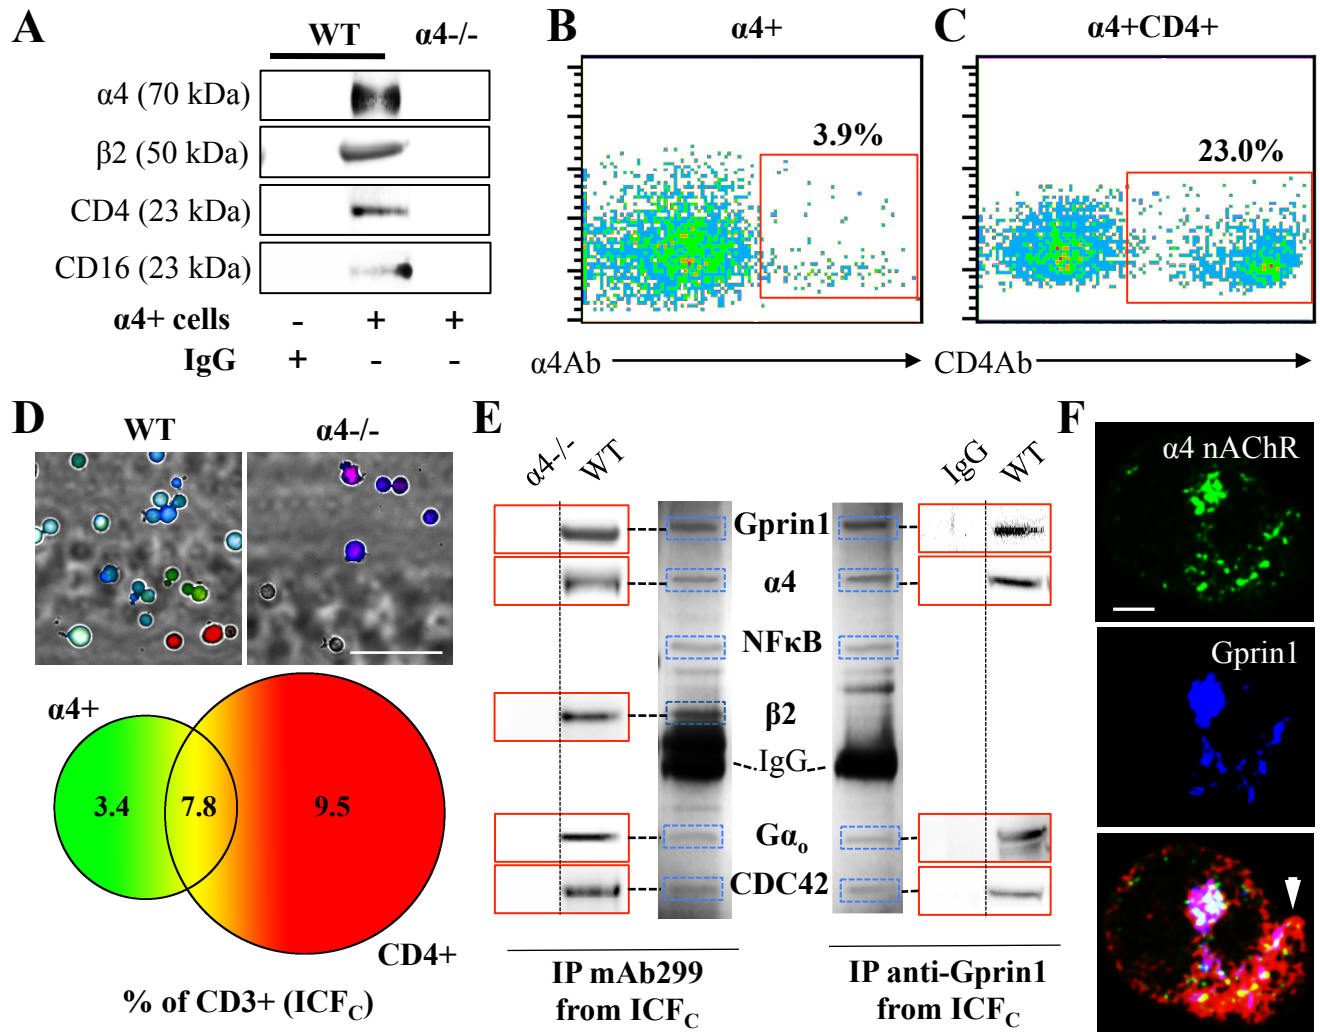 A
WT α4-/-
α4 (70 kDa)
β2 (50 kDa)
CD4 (23 kDa)
CD16 (23 kDa)
α4+ cells - + +
IgG + - -
B
α4+
3.9%
α4Ab
C
α4+CD4+
23.0%
CD4Ab
D
WT α4-/-
α4+
3.4 7.8 9.5
CD4+
% of CD3+ (ICFC)
E
α4-/- WT IgG WT
Gprin1
α4
NFκB
β2
IgG
Gαo
CDC42
IP mAb299
from ICFC
IP anti-Gprin1
from ICFC
F
α4 nAChR
Gprin1